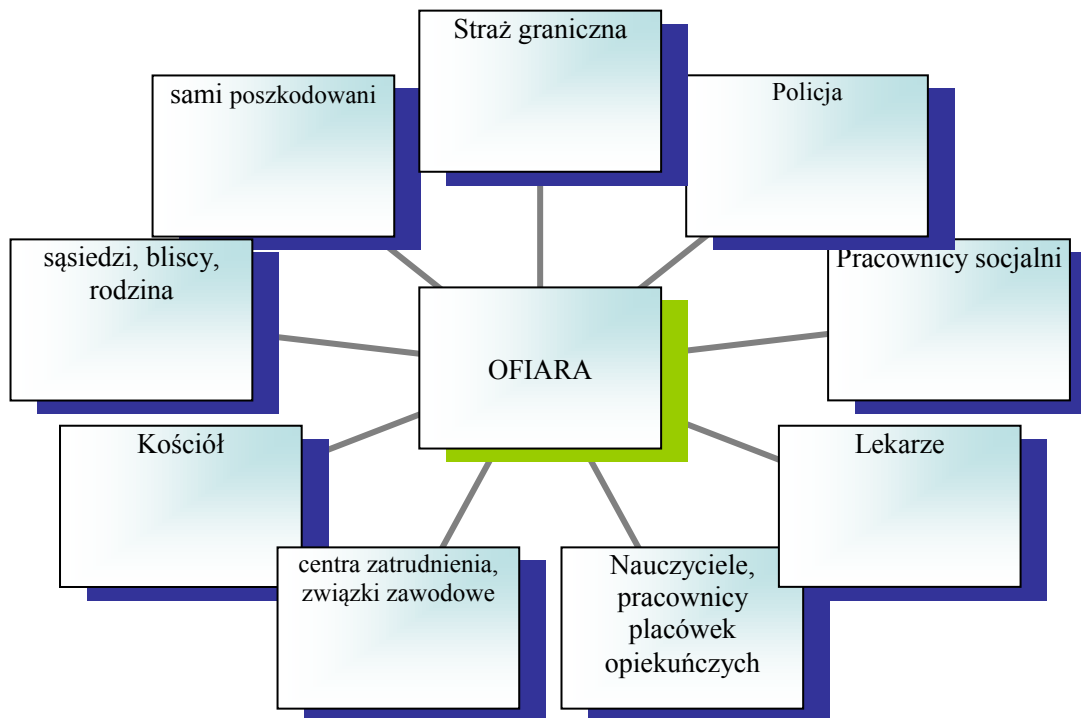 Straż graniczna
sami poszkodowani
Policja
sąsiedzi, bliscy,
rodzina
Pracownicy socjalni
OFIARA
Kościół
Lekarze
centra zatrudnienia,
związki zawodowe
Nauczyciele,
pracownicy
placówek
opiekuńczych